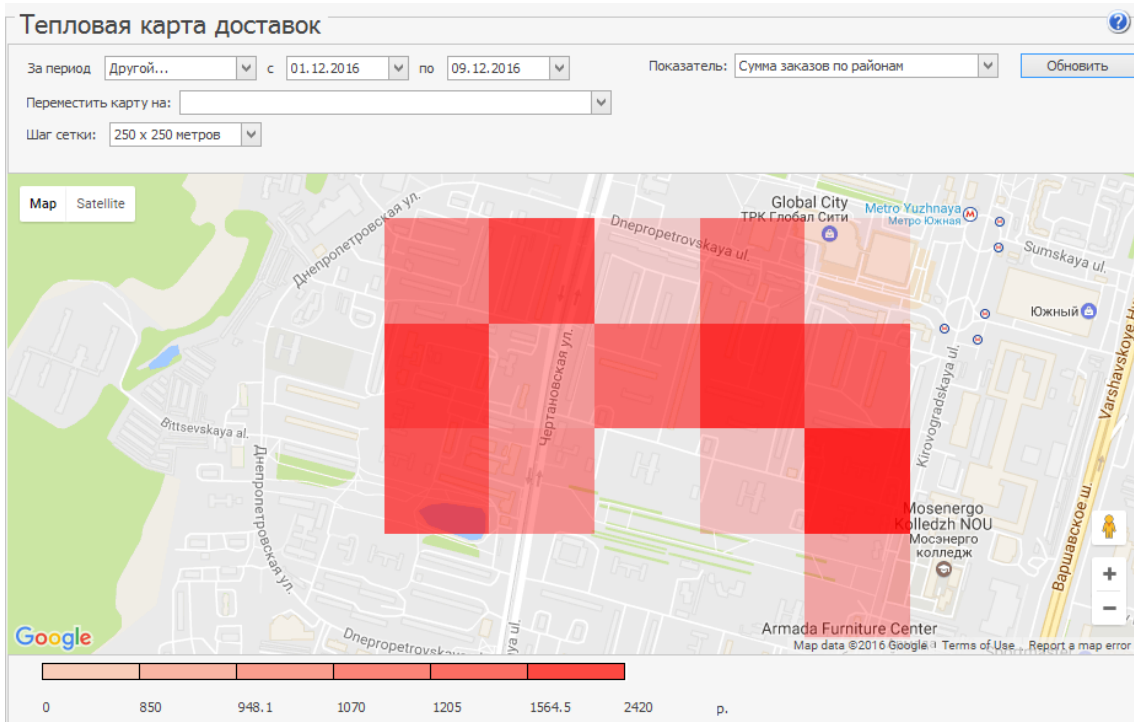 Тепловая карта доставок
За период Другой... с 01.12.2016 по 09.12.2016 Показатель: Сумма заказов по районам Обновить
Переместить карту на:
Шаг сетки: 250 x 250 метров
Map Satellite
Днепропетровская ул.
Dnepropetrovskaya ul.
Global City
ТРК Глобал Сити
Metro Yuzhnaya
Метро Южная
Sumskaya ul.
Южный
Varshavskoye
Чертановская ул.
Kirovogradskaya ul.
Bittsevskaya al.
Днепропетровская ул.
Mosenergo
Kolledzh NOU
Мосэнерго
колледж
Варшавское ш.
Armada Furniture Center
Google
Map data ©2016 Google Terms of Use Report a map error
0 850 948.1 1070 1205 1564.5 2420 р.